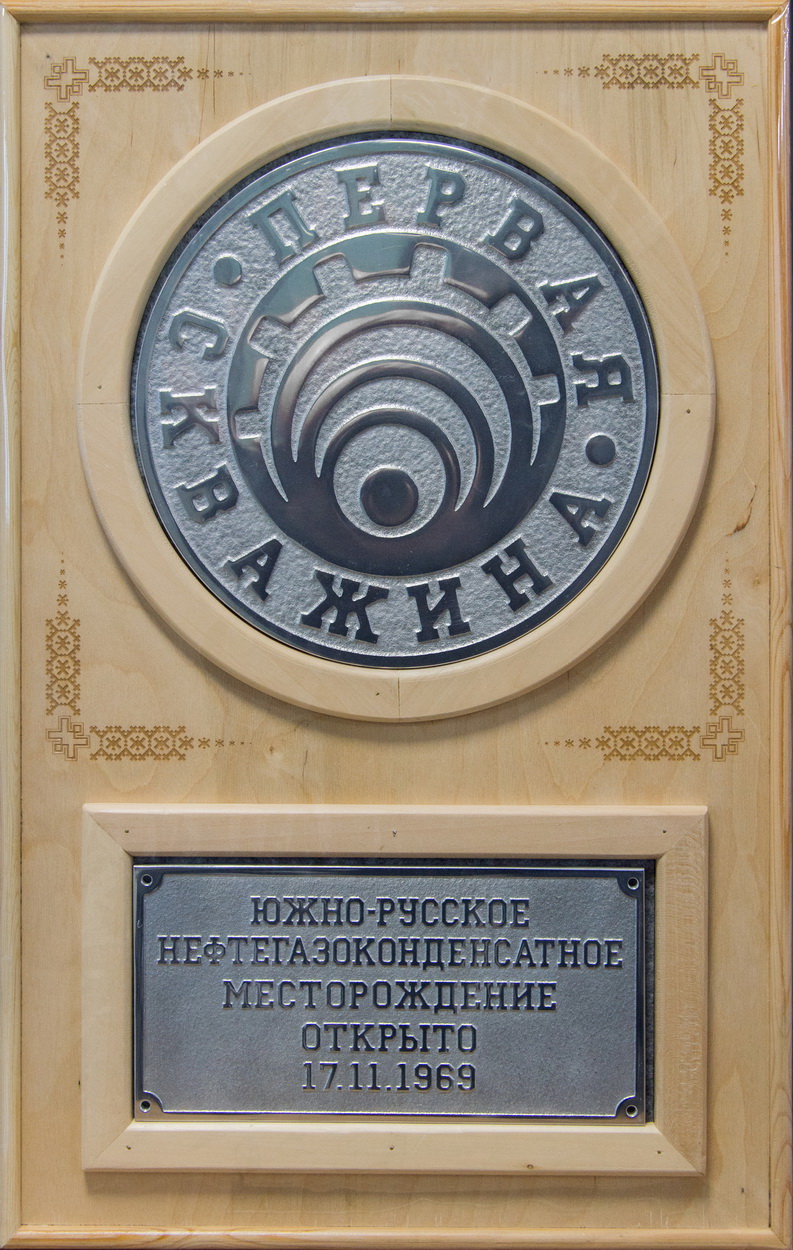 ПЕРВАЯ • СКВАЖИНА •
ЮЖНО-РУССКОЕ
НЕФТЕГАЗОКОНДЕНСАТНОЕ
МЕСТОРОЖДЕНИЕ
ОТКРЫТО
17.11.1969